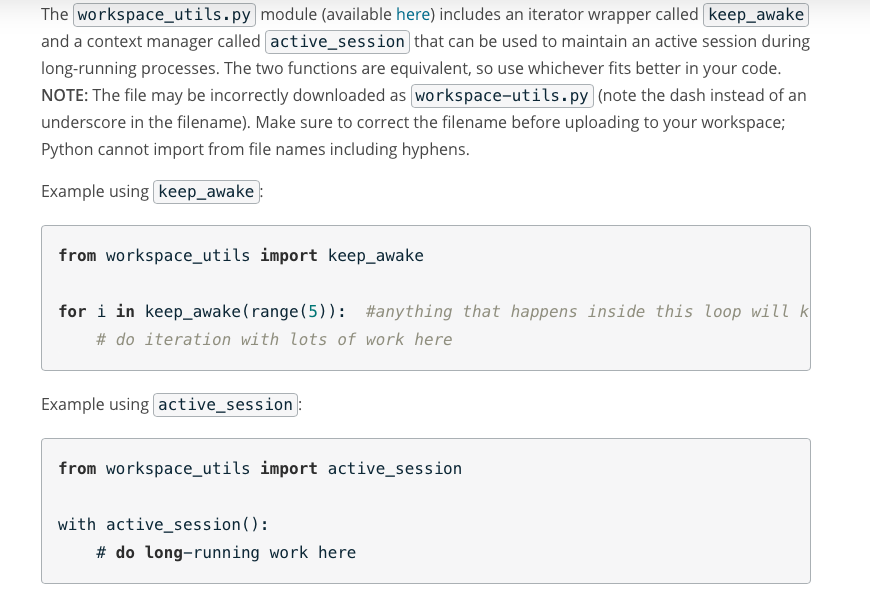 The workspace_utils.py module (available here) includes an iterator wrapper called keep_awake
and a context manager called active_session that can be used to maintain an active session during
long-running processes. The two functions are equivalent, so use whichever fits better in your code.
NOTE: The file may be incorrectly downloaded as workspace-utils.py (note the dash instead of an
underscore in the filename). Make sure to correct the filename before uploading to your workspace;
Python cannot import from file names including hyphens.
Example using keep_awake:
from workspace_utils import keep_awake
for i in keep_awake(range(5)):  #anything that happens inside this loop will k
    # do iteration with lots of work here
Example using active_session:
from workspace_utils import active_session
with active_session():
    # do long-running work here